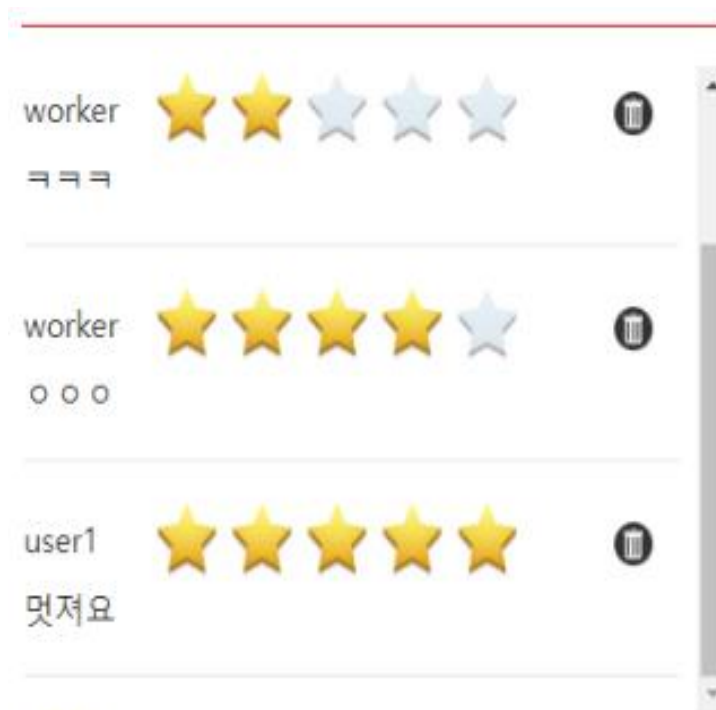 worker
ㅋㅋㅋ
worker
ㅇㅇㅇ
user1
멋져요